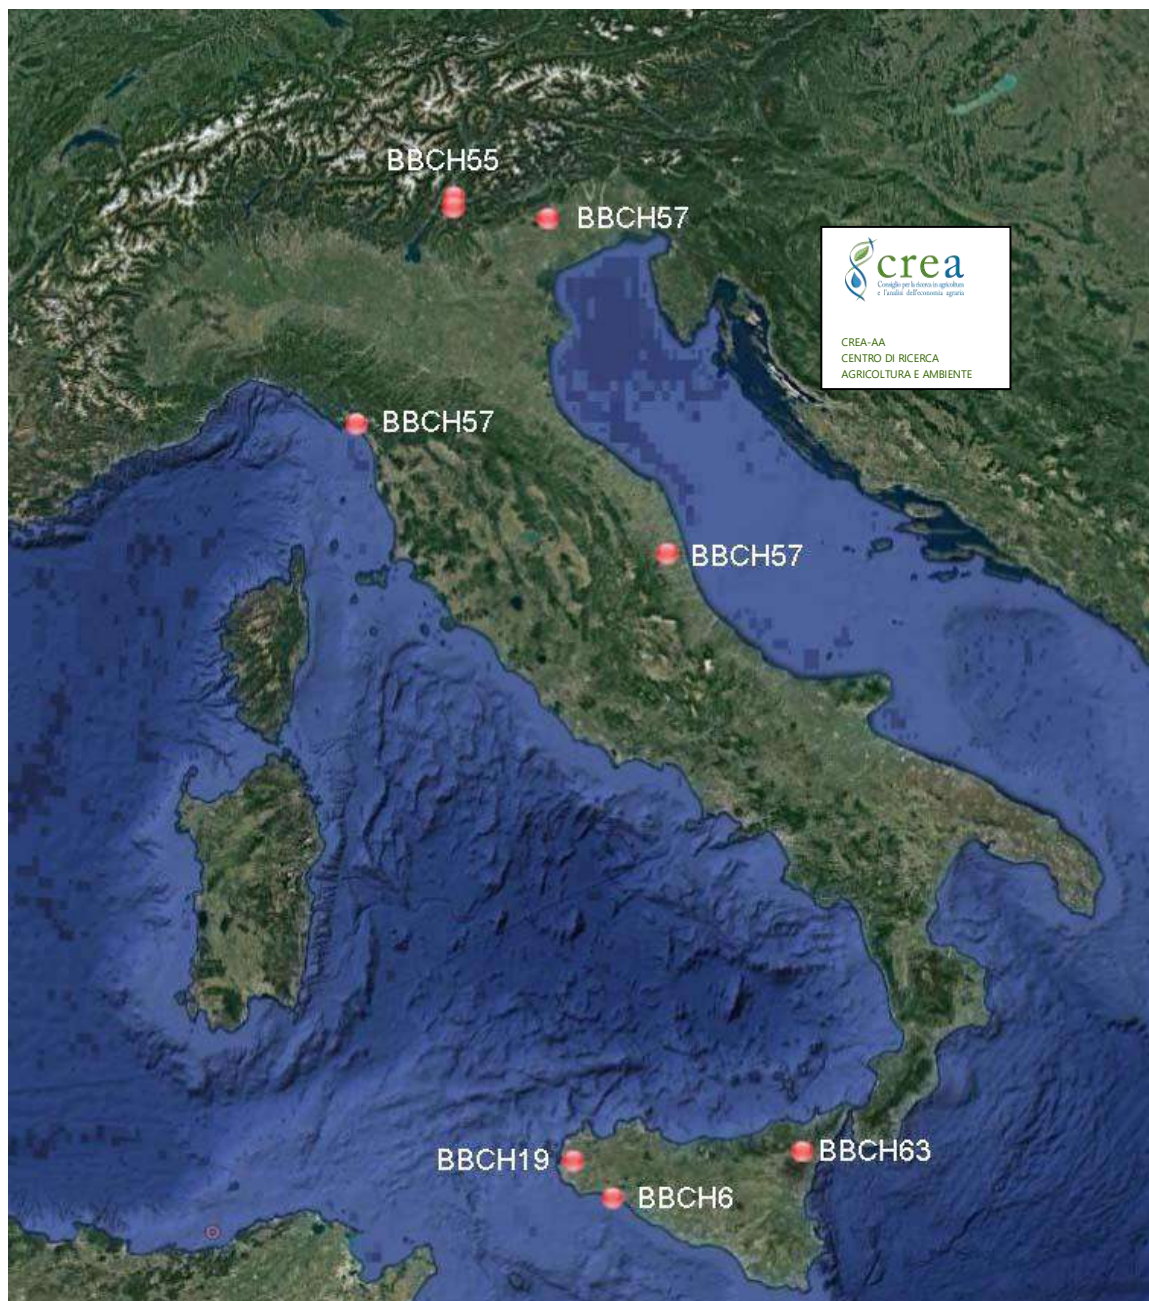 BBCH55
BBCH57
crea
Consiglio per la ricerca in agricoltura
e l'analisi dell'economia agraria
CREA-AA
CENTRO DI RICERCA
AGRICOLTURA E AMBIENTE
BBCH57
BBCH57
BBCH19
BBCH63
BBCH6